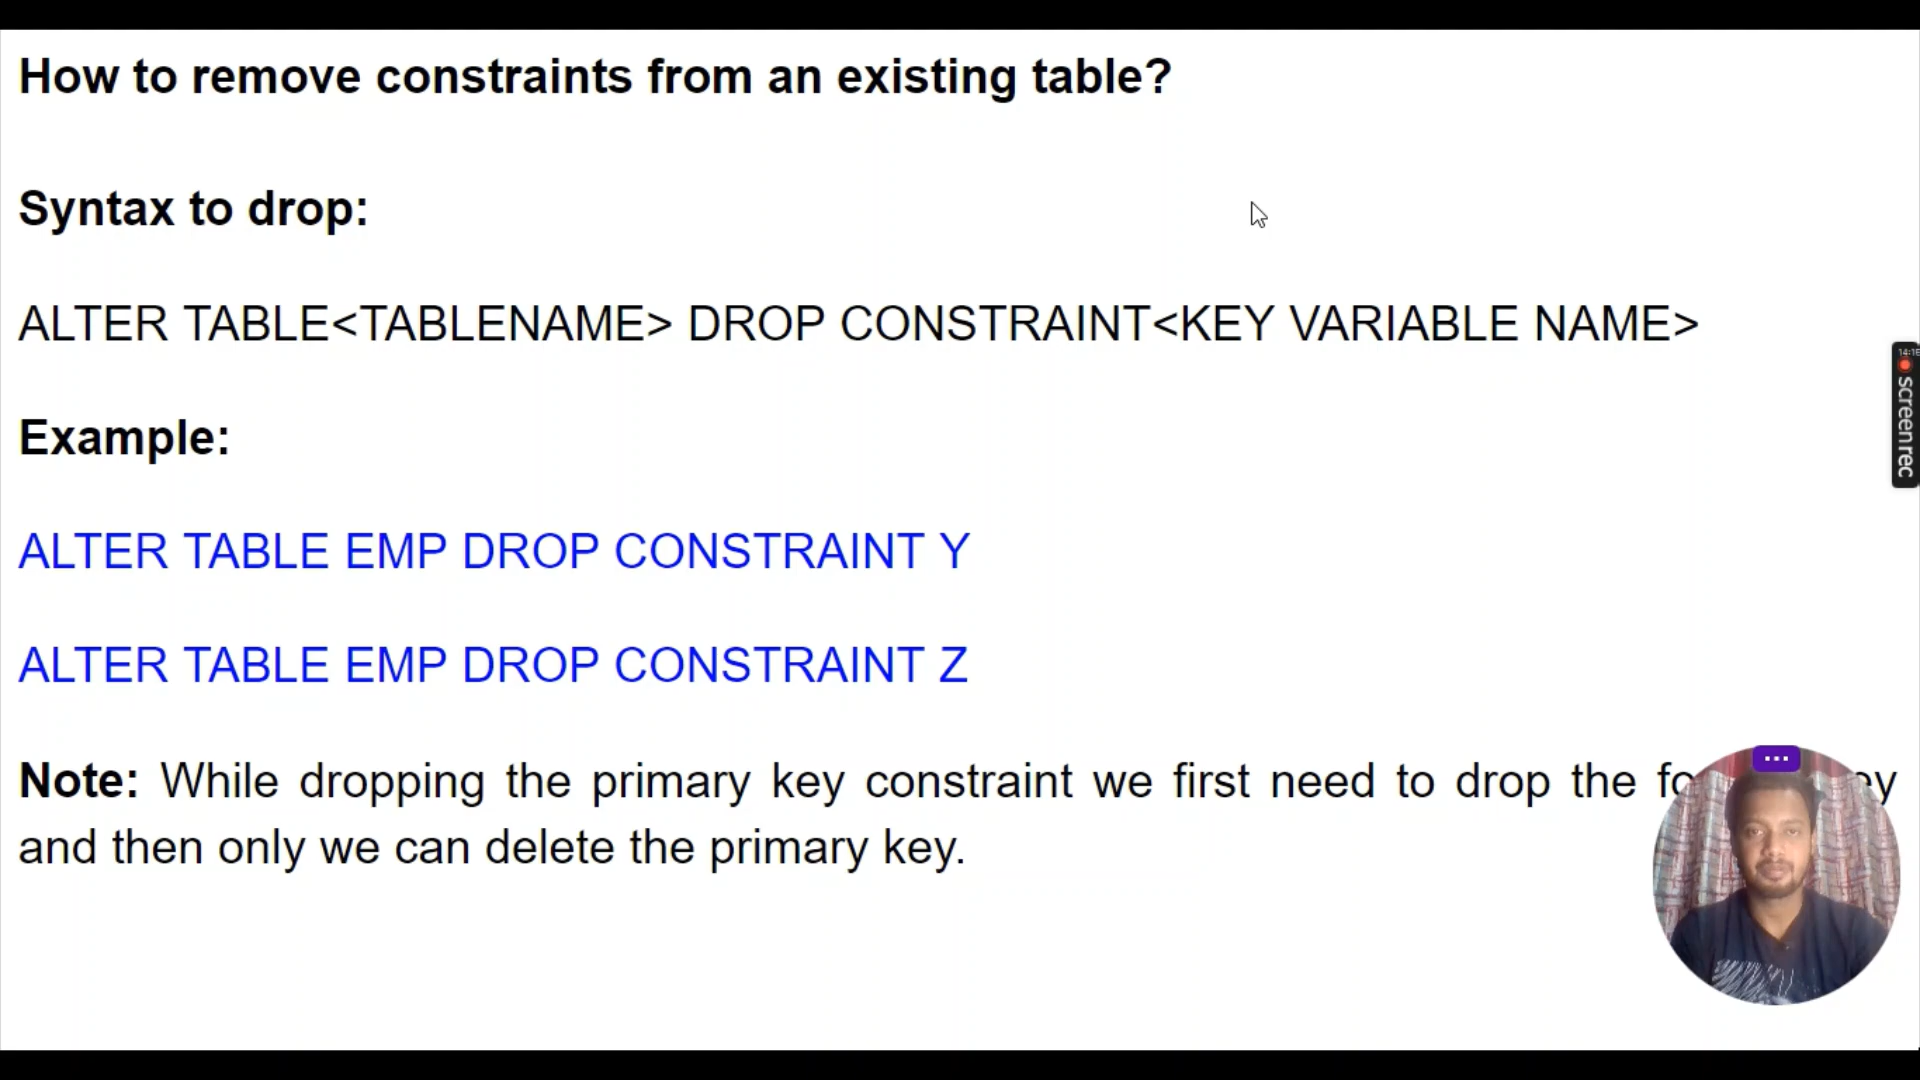 How to remove constraints from an existing table?
Syntax to drop:
ALTER TABLE<TABLENAME> DROP CONSTRAINT<KEY VARIABLE NAME>
14:15
screenrec
Example:
ALTER TABLE EMP DROP CONSTRAINT Y
ALTER TABLE EMP DROP CONSTRAINT Z
Note: While dropping the primary key constraint we first need to drop the
and then only we can delete the primary key.